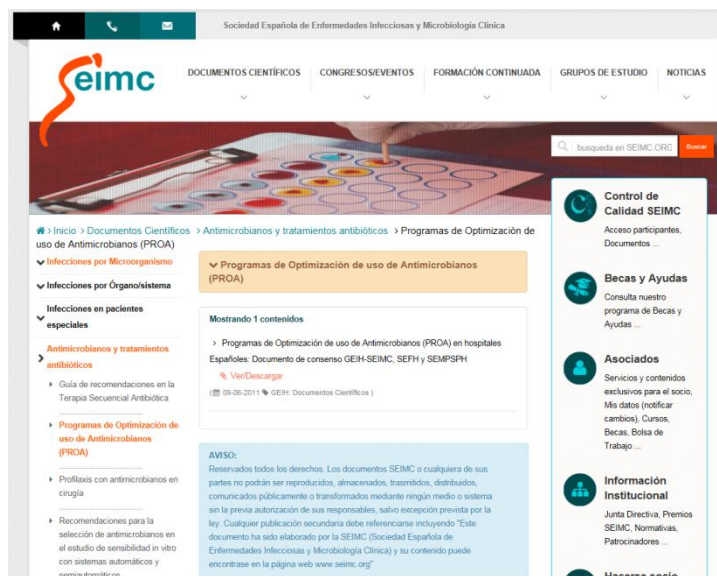 Sociedad Española de Enfermedades Infecciosas y Microbiología Clínica
Seimc
DOCUMENTOS CIENTÍFICOS
CONGRESOS/EVENTOS
FORMACIÓN CONTINUADA
GRUPOS DE ESTUDIO
NOTICIAS
busqueda en SEIMC.ORG
Buscar
> Inicio > Documentos Científicos > Antimicrobianos y tratamientos antibióticos > Programas de Optimización de
uso de Antimicrobianos (PROA)
Infecciones por Microorganismo
Infecciones por Órgano/sistema
Infecciones en pacientes
especiales
Antimicrobianos y tratamientos
antibióticos
Guía de recomendaciones en la
Terapia Secuencial Antibiótica
Programas de Optimización de
uso de Antimicrobianos
(PROA)
Profilaxis con antimicrobianos en
cirugía
Recomendaciones para la
selección de antimicrobianos en
el estudio de sensibilidad in vitro
con sistemas automáticos y
semiautomáticos
Programas de Optimización de uso de Antimicrobianos
(PROA)
Mostrando 1 contenidos
> Programas de Optimización de uso de Antimicrobianos (PROA) en hospitales
Españoles: Documento de consenso GEIH-SEIMC, SEFH y SEMPSPH
Ver/Descargar
( 09-06-2011 GEIH: Documentos Científicos )
AVISO:
Reservados todos los derechos. Los documentos SEIMC o cualquiera de sus
partes no podrán ser reproducidos, almacenados, trasmitidos, distribuidos,
comunicados públicamente o transformados mediante ningún medio o sistema
sin la previa autorización de sus responsables, salvo excepción prevista por la
ley. Cualquier publicación secundaria debe referenciarse incluyendo "Este
documento ha sido elaborado por la SEIMC (Sociedad Española de
Enfermedades Infecciosas y Microbiología Clínica) y su contenido puede
encontrase en la página web www.seimc.org"
Control de
Calidad SEIMC
Acceso participantes,
Documentos ...
Becas y Ayudas
Consulta nuestro
programa de Becas y
Ayudas ...
Asociados
Servicios y contenidos
exclusivos para el socio,
Mis datos (notificar
cambios), Cursos,
Becas, Bolsa de
Trabajo ...
Información
Institucional
Junta Directiva, Premios
SEIMC, Normativas,
Patrocinadores ...
Hacerse socio